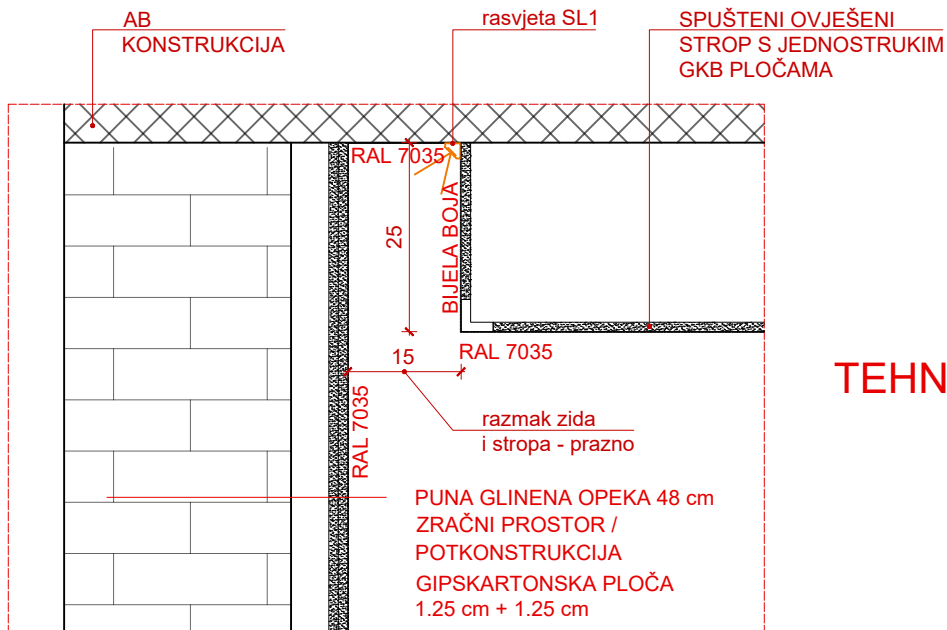 AB
KONSTRUKCIJA
rasvjeta SL1
SPUŠTENI OVJEŠENI
STROP S JEDNOSTRUKIM
GKB PLOČAMA
RAL 7035
25
BIJELA BOJA
15
RAL 7035
RAL 7035
TEHN
razmak zida
i stropa - prazno
PUNA GLINENA OPEKA 48 cm
ZRAČNI PROSTOR /
POTKONSTRUKCIJA
GIPSKARTONSKA PLOČA
1.25 cm + 1.25 cm